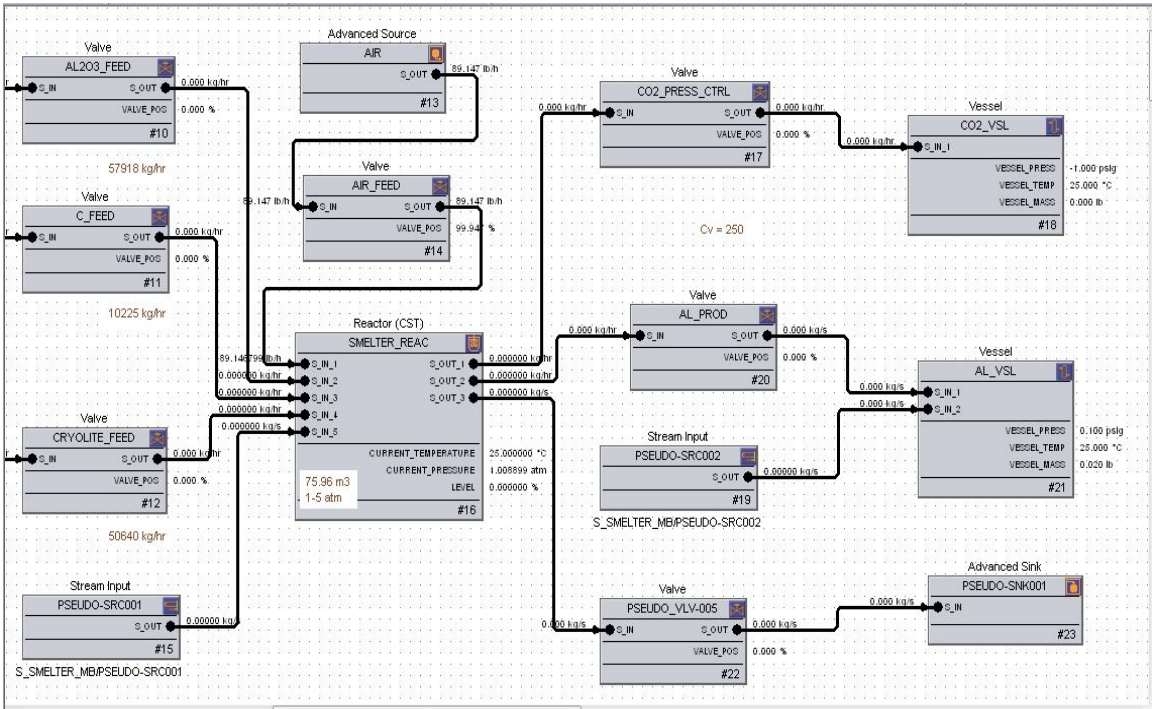 Valve
AL2O3_FEED
r S_IN S_OUT 0.000 kg/hr
VALVE_POS 0.000 %
#10
57918 kg/hr
Valve
C_FEED
r S_IN S_OUT 0.000 kg/hr
VALVE_POS 0.000 %
#11
10225 kg/hr
Valve
CRYOLITE_FEED
r S_IN S_OUT 0.000 kg/hr
VALVE_POS 0.000 %
#12
50640 kg/hr
Stream Input
PSEUDO-SRC001
S_OUT 0.00000 kg/s
#15
S_SMELTER_MB/PSEUDO-SRC001
Advanced Source
AIR
S_OUT 89.147 lb/h
#13
Valve
AIR_FEED
89.147 lb/h S_IN S_OUT 89.147 lb/h
VALVE_POS 99.947 %
#14
Reactor (CST)
SMELTER_REAC
89.146799 lb/h S_IN_1 S_OUT_1 0.000000 kg/hr
0.000000 kg/hr S_IN_2 S_OUT_2 0.000000 kg/hr
0.000000 kg/hr S_IN_3 S_OUT_3 0.000000 kg/s
0.000000 kg/hr S_IN_4
0.000000 kg/s S_IN_5
CURRENT_TEMPERATURE 25.000000 °C
CURRENT_PRESSURE 1.008899 atm
LEVEL 0.000000 %
75.96 m3
1-5 atm
#16
Valve
CO2_PRESS_CTRL
0.000 kg/hr S_IN S_OUT 0.000 kg/hr
VALVE_POS 0.000 %
#17
Cv = 250
Vessel
CO2_VSL
0.000 kg/hr S_IN_1
VESSEL_PRESS -1.000 psig
VESSEL_TEMP 25.000 °C
VESSEL_MASS 0.000 lb
#18
Valve
AL_PROD
0.000 kg/hr S_IN S_OUT 0.000 kg/s
VALVE_POS 0.000 %
#20
Stream Input
PSEUDO-SRC002
S_OUT 0.00000 kg/s
#19
S_SMELTER_MB/PSEUDO-SRC002
Vessel
AL_VSL
0.000 kg/s S_IN_1
0.000 kg/s S_IN_2
VESSEL_PRESS 0.100 psig
VESSEL_TEMP 25.000 °C
VESSEL_MASS 0.020 lb
#21
Valve
PSEUDO_VLV-005
0.000 kg/s S_IN S_OUT 0.000 kg/s
VALVE_POS 0.000 %
#22
Advanced Sink
PSEUDO-SNK001
0.000 kg/s S_IN
#23